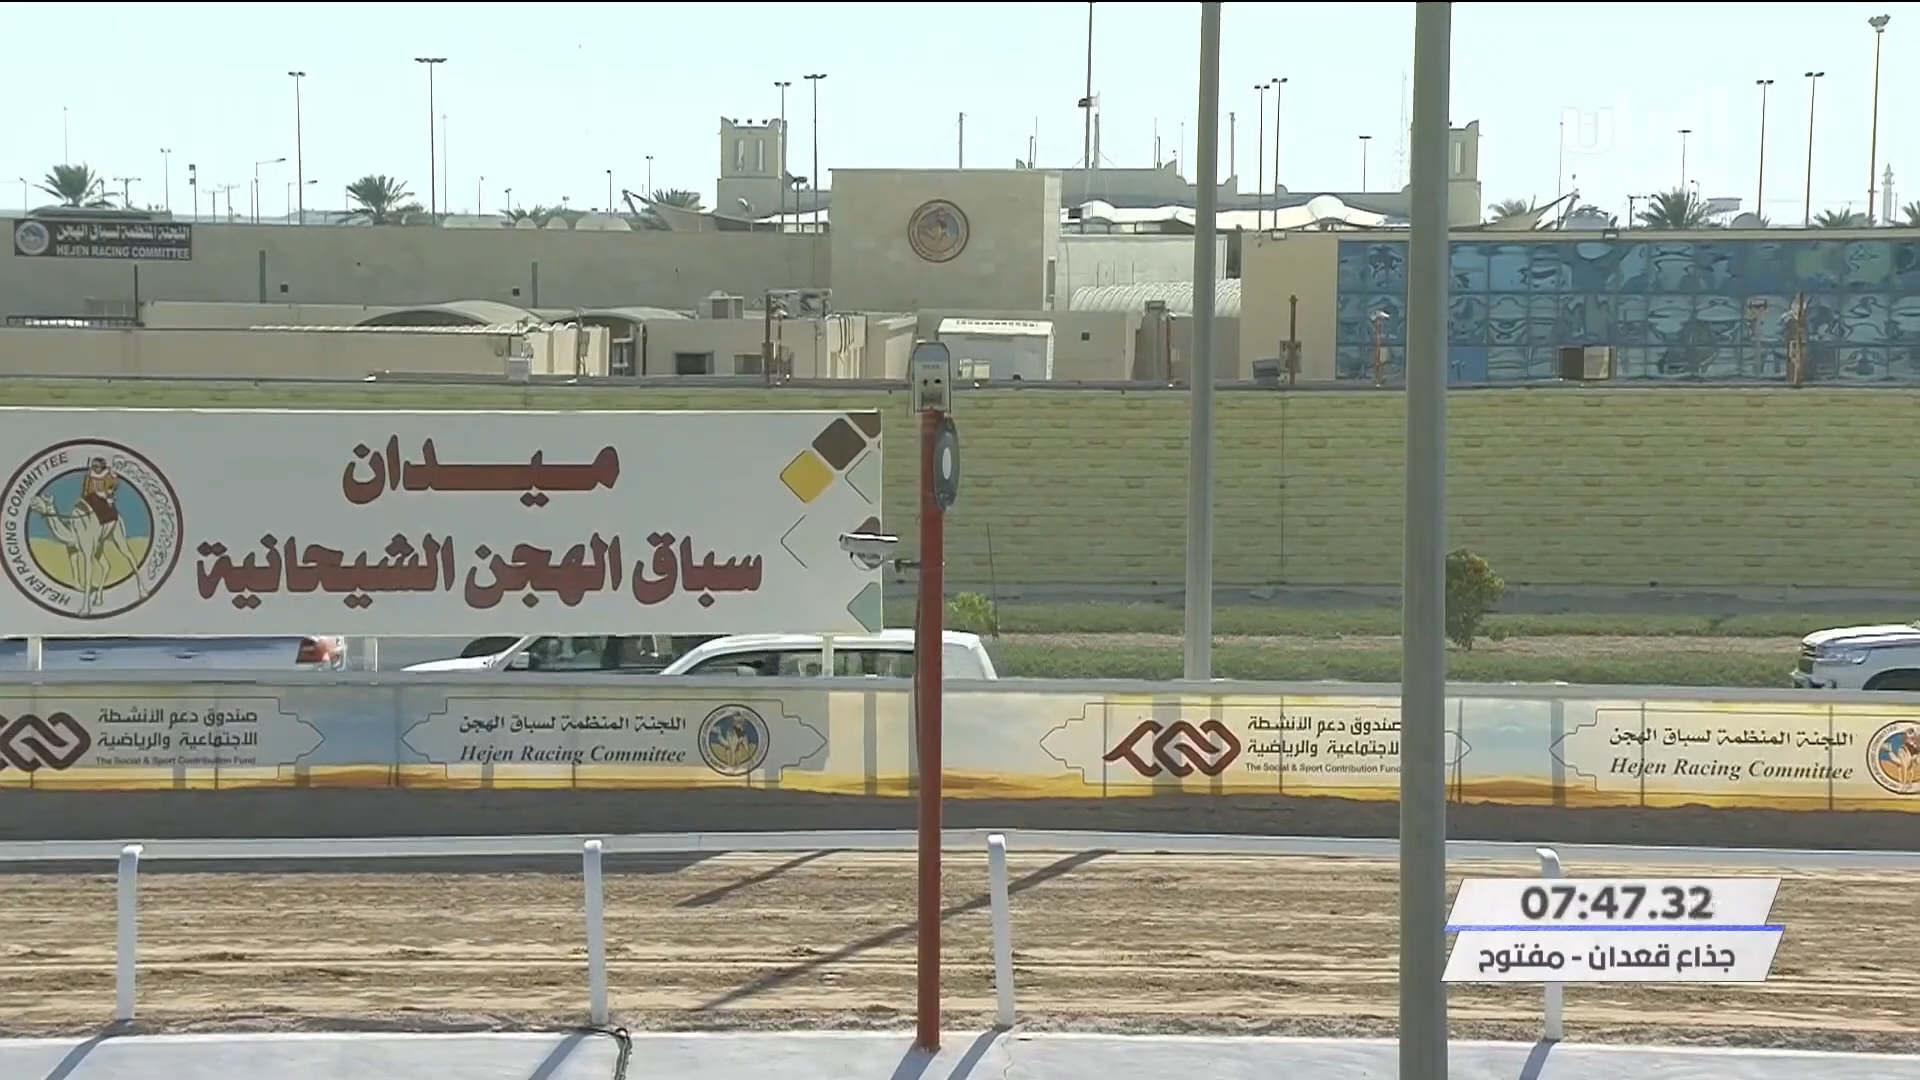 اللجنة المنظمة لسباق الهجن
HEJEN RACING COMMITTEE
ميدان
سباق الهجن الشيحانية
HEJEN RACING COMMITTEE
صندوق دعم الأنشطة
الاجتماعية والرياضية
The Social & Sport Contribution Fund
اللجنة المنظمة لسباق الهجن
Hejen Racing Committee
صندوق دعم الأنشطة
الاجتماعية والرياضية
The Social & Sport Contribution Fund
اللجنة المنظمة لسباق الهجن
Hejen Racing Committee
07:47.32
جذاع قعدان - مفتوح